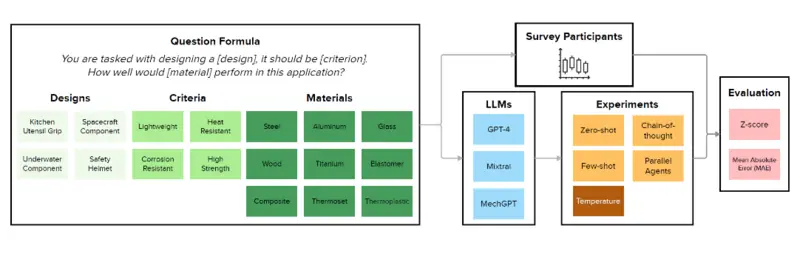 Question Formula
You are tasked with designing a [design], it should be [criterion].
How well would [material] perform in this application?
Designs
Kitchen
Utensil Grip
Spacecraft
Component
Underwater
Component
Safety
Helmet
Criteria
Lightweight
Heat
Resistant
Corrosion
Resistant
High
Strength
Materials
Steel
Aluminum
Glass
Wood
Titanium
Elastomer
Composite
Thermoset
Thermoplastic
Survey Participants
LLMs
GPT-4
Mixtral
MechGPT
Experiments
Zero-shot
Chain-of-
thought
Few-shot
Parallel
Agents
Temperature
Evaluation
Z-score
Mean Absolute
Error (MAE)